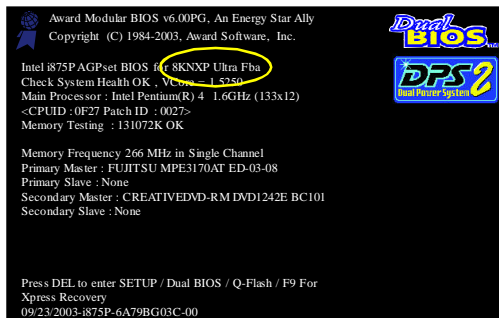 Award Modular BIOS v6.00PG, An Energy Star Ally
Copyright (C) 1984-2003, Award Software, Inc.
Dual BIOS
Intel i875P AGPset BIOS for 8KNXP Ultra Fba
Check System Health OK , VCore = 1.5250
Main Processor : Intel Pentium(R) 4 1.6GHz (133x12)
<CPUID : 0F27 Patch ID : 0027>
Memory Testing : 131072K OK
DPS2
Dual Power System
Memory Frequency 266 MHz in Single Channel
Primary Master : FUJITSU MPE3170AT ED-03-08
Primary Slave : None
Secondary Master : CREATIVEDVD-RM DVD1242E BC101
Secondary Slave : None
Press DEL to enter SETUP / Dual BIOS / Q-Flash / F9 For
Xpress Recovery
09/23/2003-i875P-6A79BG03C-00